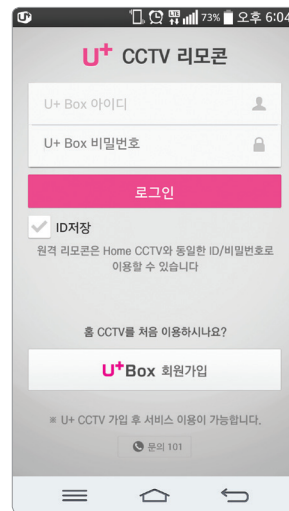 73% 오후 6:04
U+ CCTV 리모콘
U+ Box 아이디
U+ Box 비밀번호
로그인
ID저장
원격 리모콘은 Home CCTV와 동일한 ID/비밀번호로
이용할 수 있습니다
홈 CCTV를 처음 이용하시나요?
U+Box 회원가입
※ U+ CCTV 가입 후 서비스 이용이 가능합니다.
문의 101